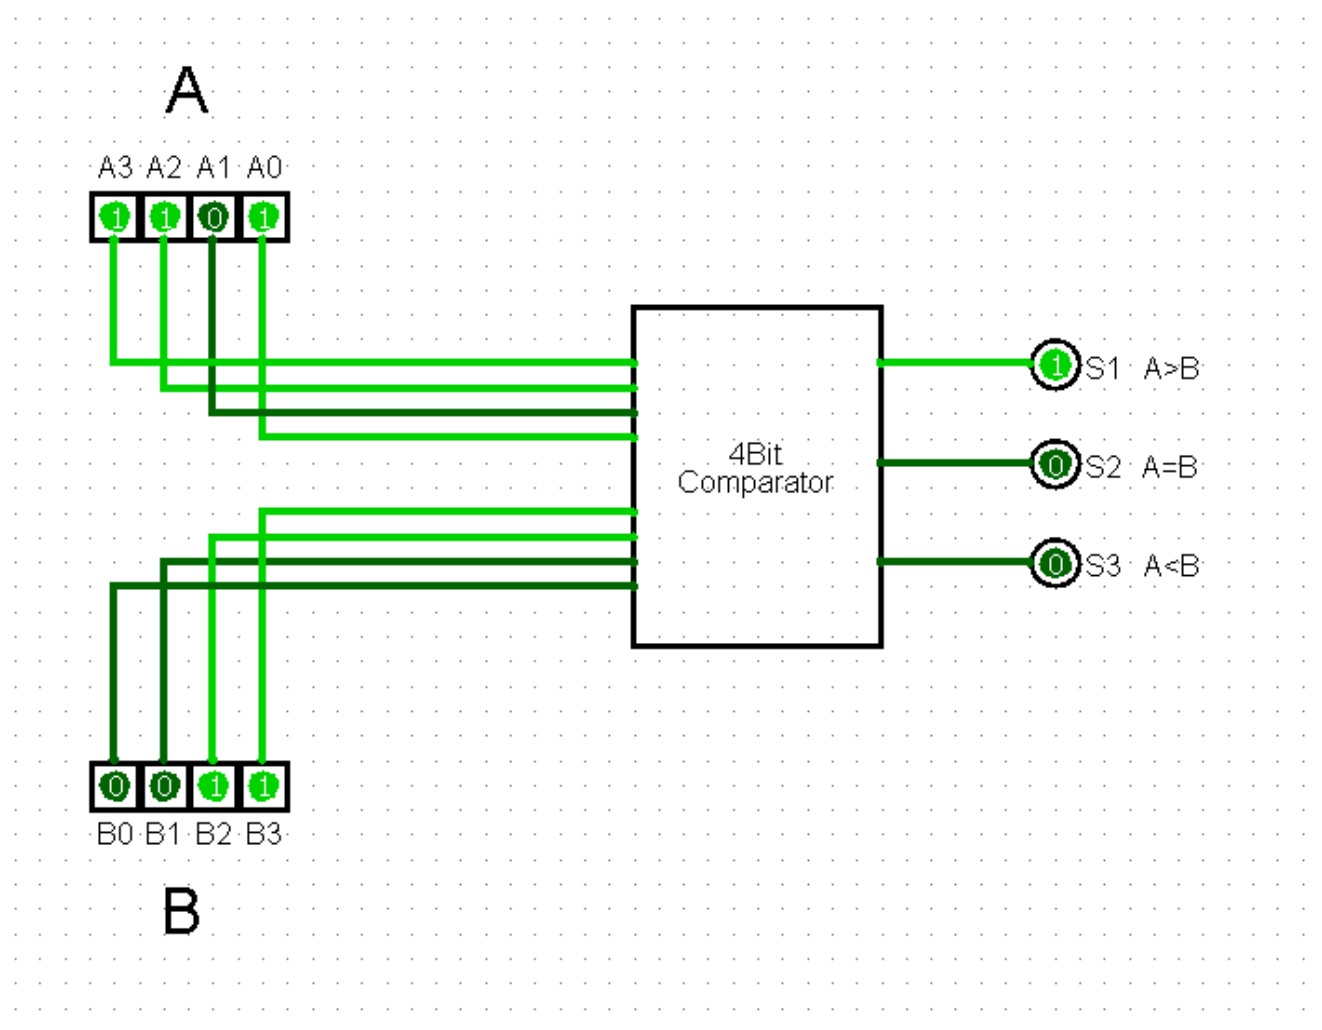 A
A3 A2 A1 A0
1 1 0 1
1 S1 A>B
4Bit
Comparator
0 S2 A=B
0 S3 A<B
0 0 1 1
B0 B1 B2 B3
B